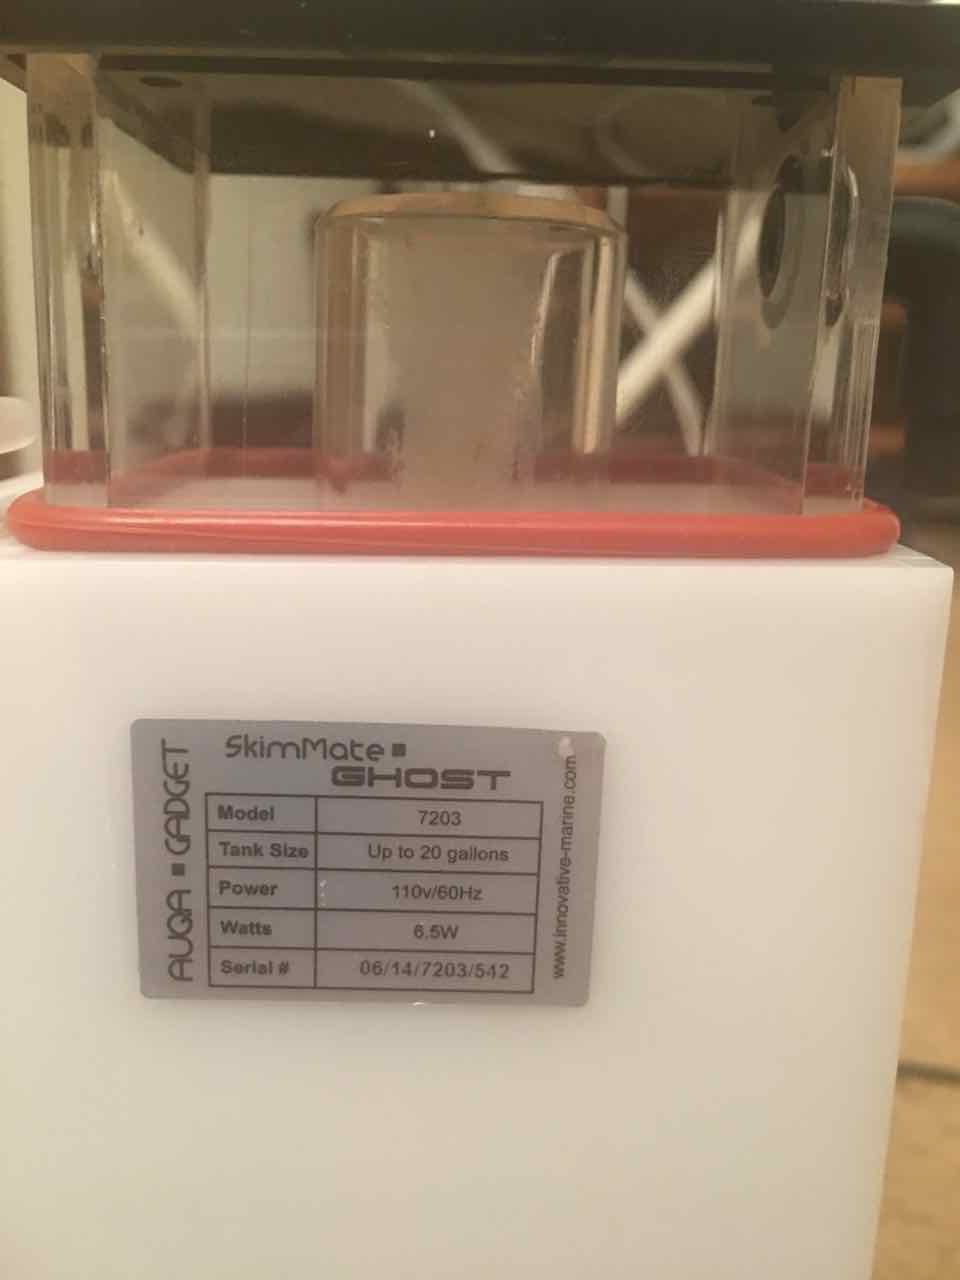 AUQA ▪ GADGET
SkimMate ▪
GHOST
Model 7203
Tank Size Up to 20 gallons
Power 110v/60Hz
Watts 6.5W
Serial # 06/14/7203/542
www.innovative-marine.com